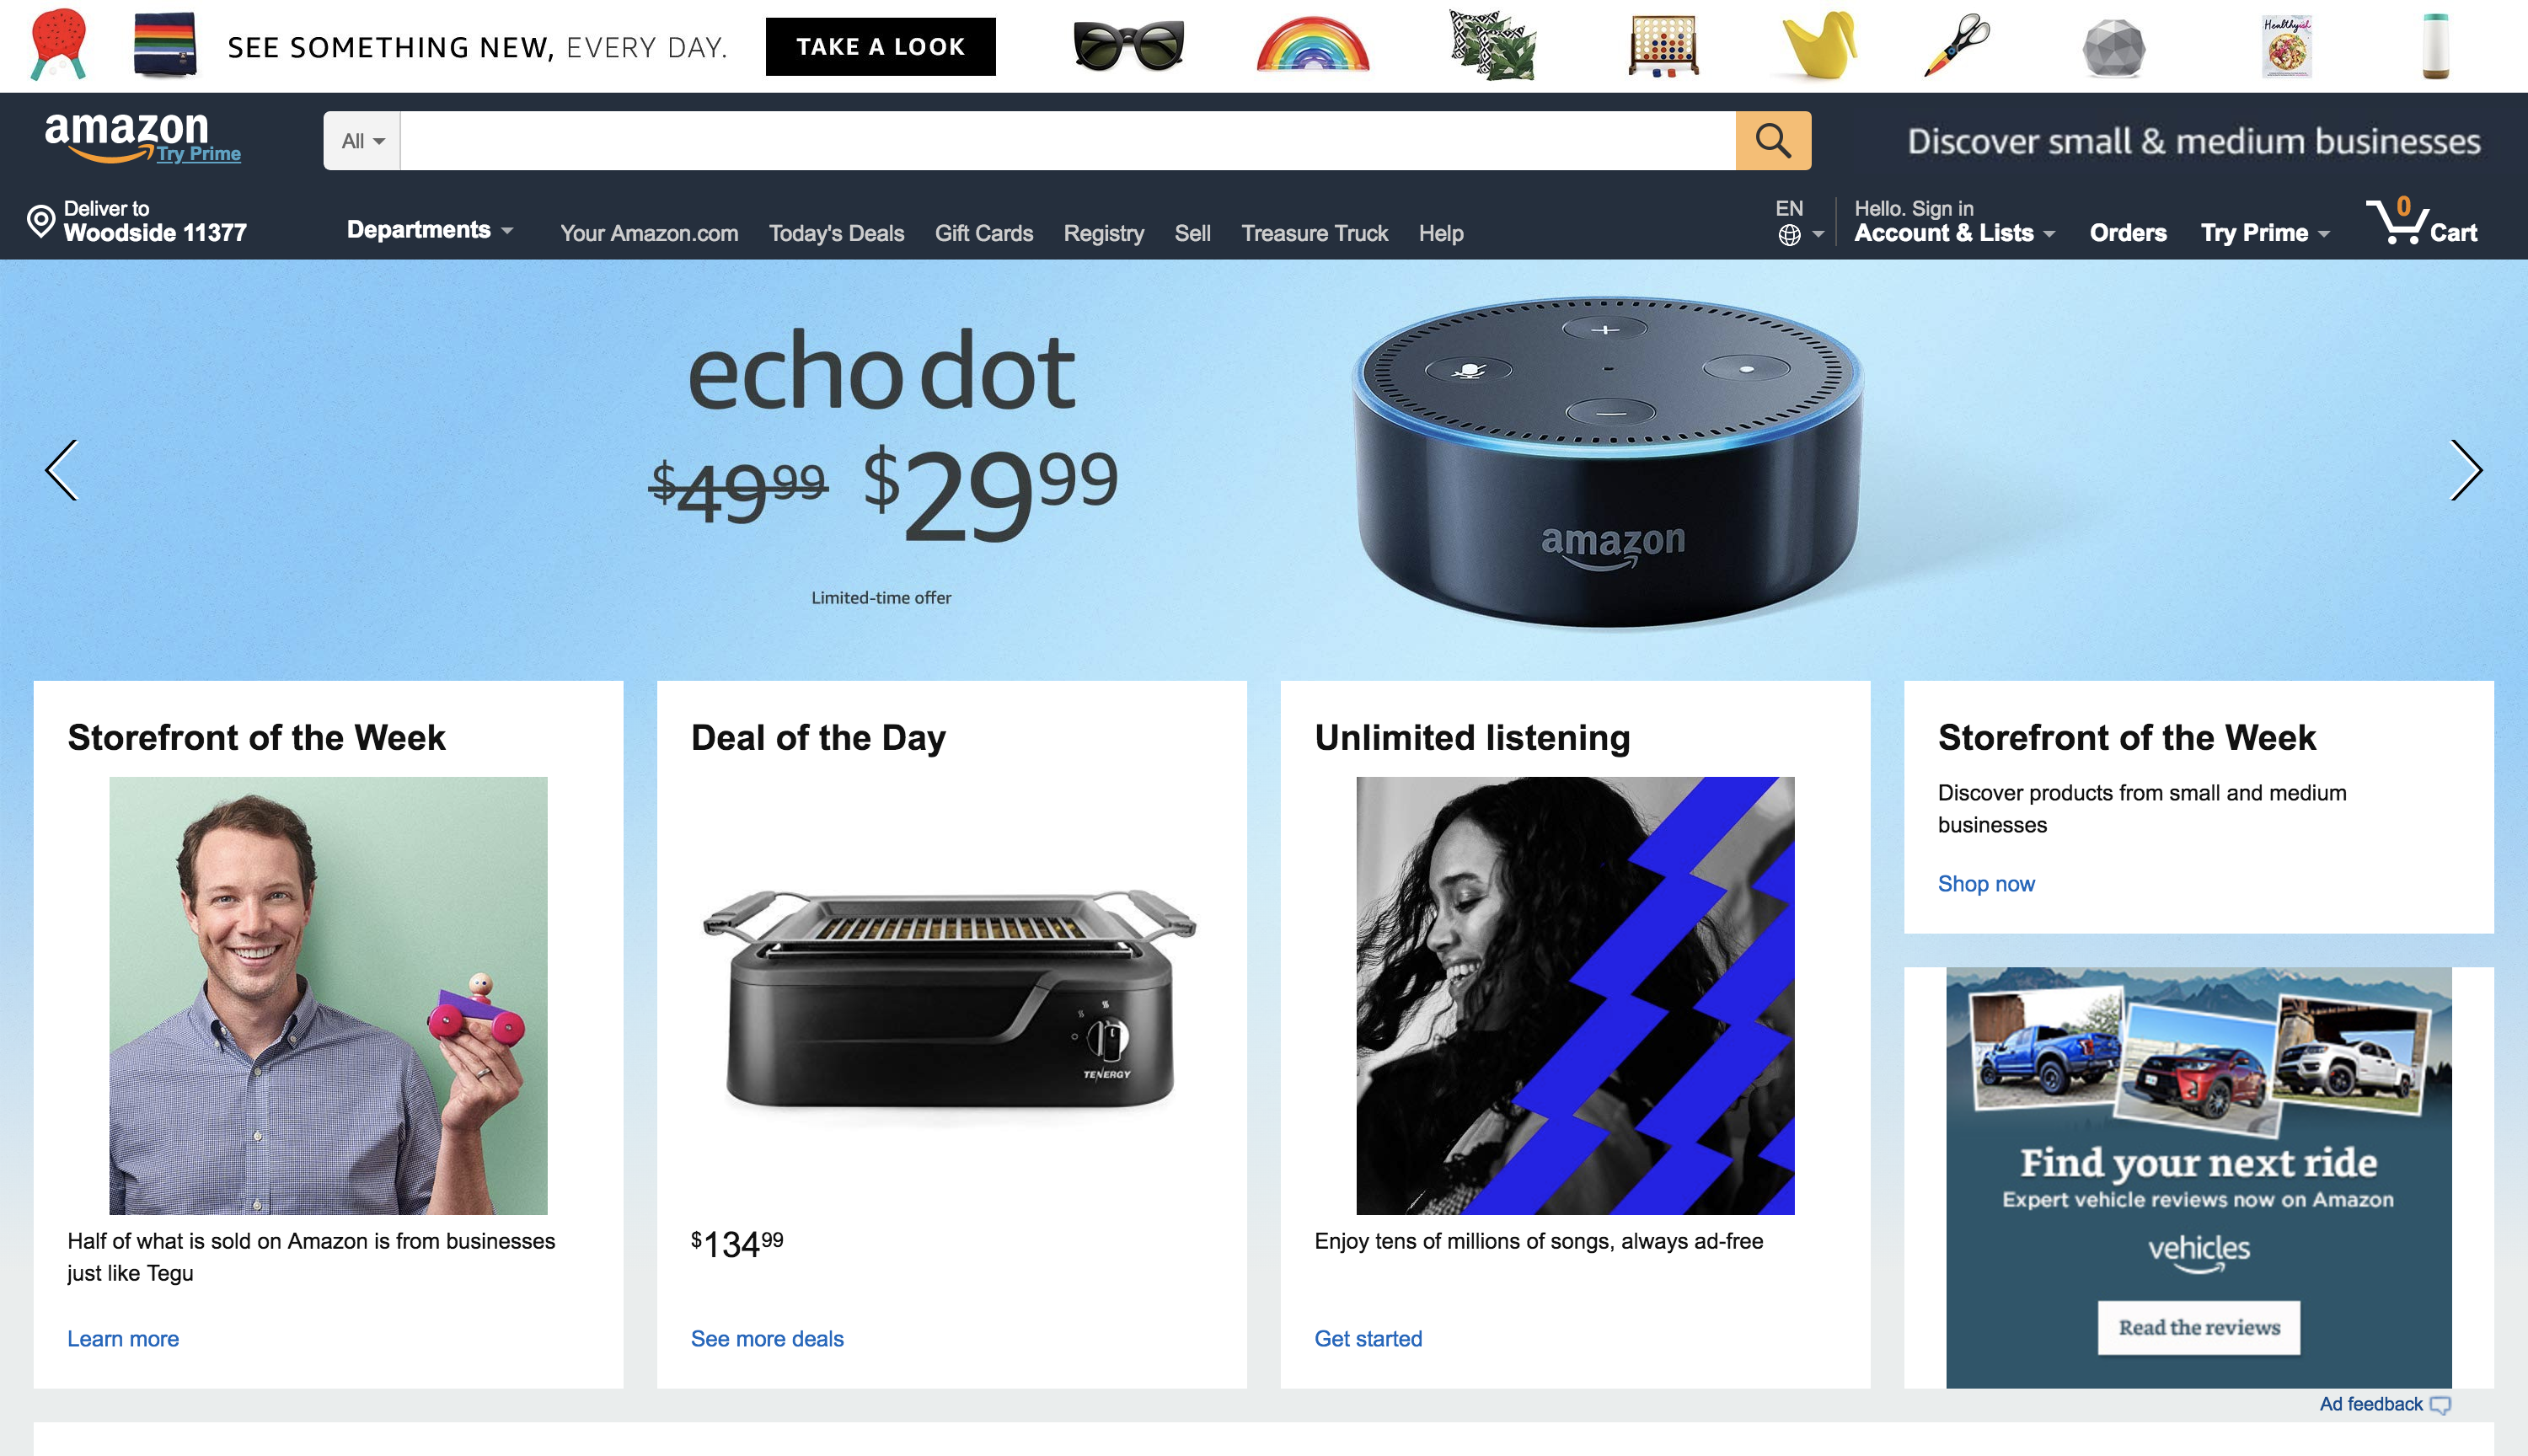 SEE SOMETHING NEW, EVERY DAY.
TAKE A LOOK
Healthyish
amazon
Try Prime
All
Discover small & medium businesses
Deliver to
Woodside 11377
Departments
Your Amazon.com
Today's Deals
Gift Cards
Registry
Sell
Treasure Truck
Help
EN
Hello. Sign in
Account & Lists
Orders
Try Prime
0
Cart
echo dot
$49 99 $29 99
Limited-time offer
amazon
Storefront of the Week
Half of what is sold on Amazon is from businesses
just like Tegu
Learn more
Deal of the Day
TENERGY
$134 99
See more deals
Unlimited listening
Enjoy tens of millions of songs, always ad-free
Get started
Storefront of the Week
Discover products from small and medium
businesses
Shop now
Find your next ride
Expert vehicle reviews now on Amazon
vehicles
Read the reviews
Ad feedback